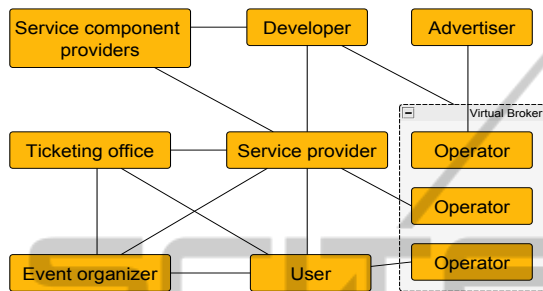 Service component
providers
Developer
Advertiser
Virtual Broker
Ticketing office
Service provider
Operator
Operator
Event organizer
User
Operator